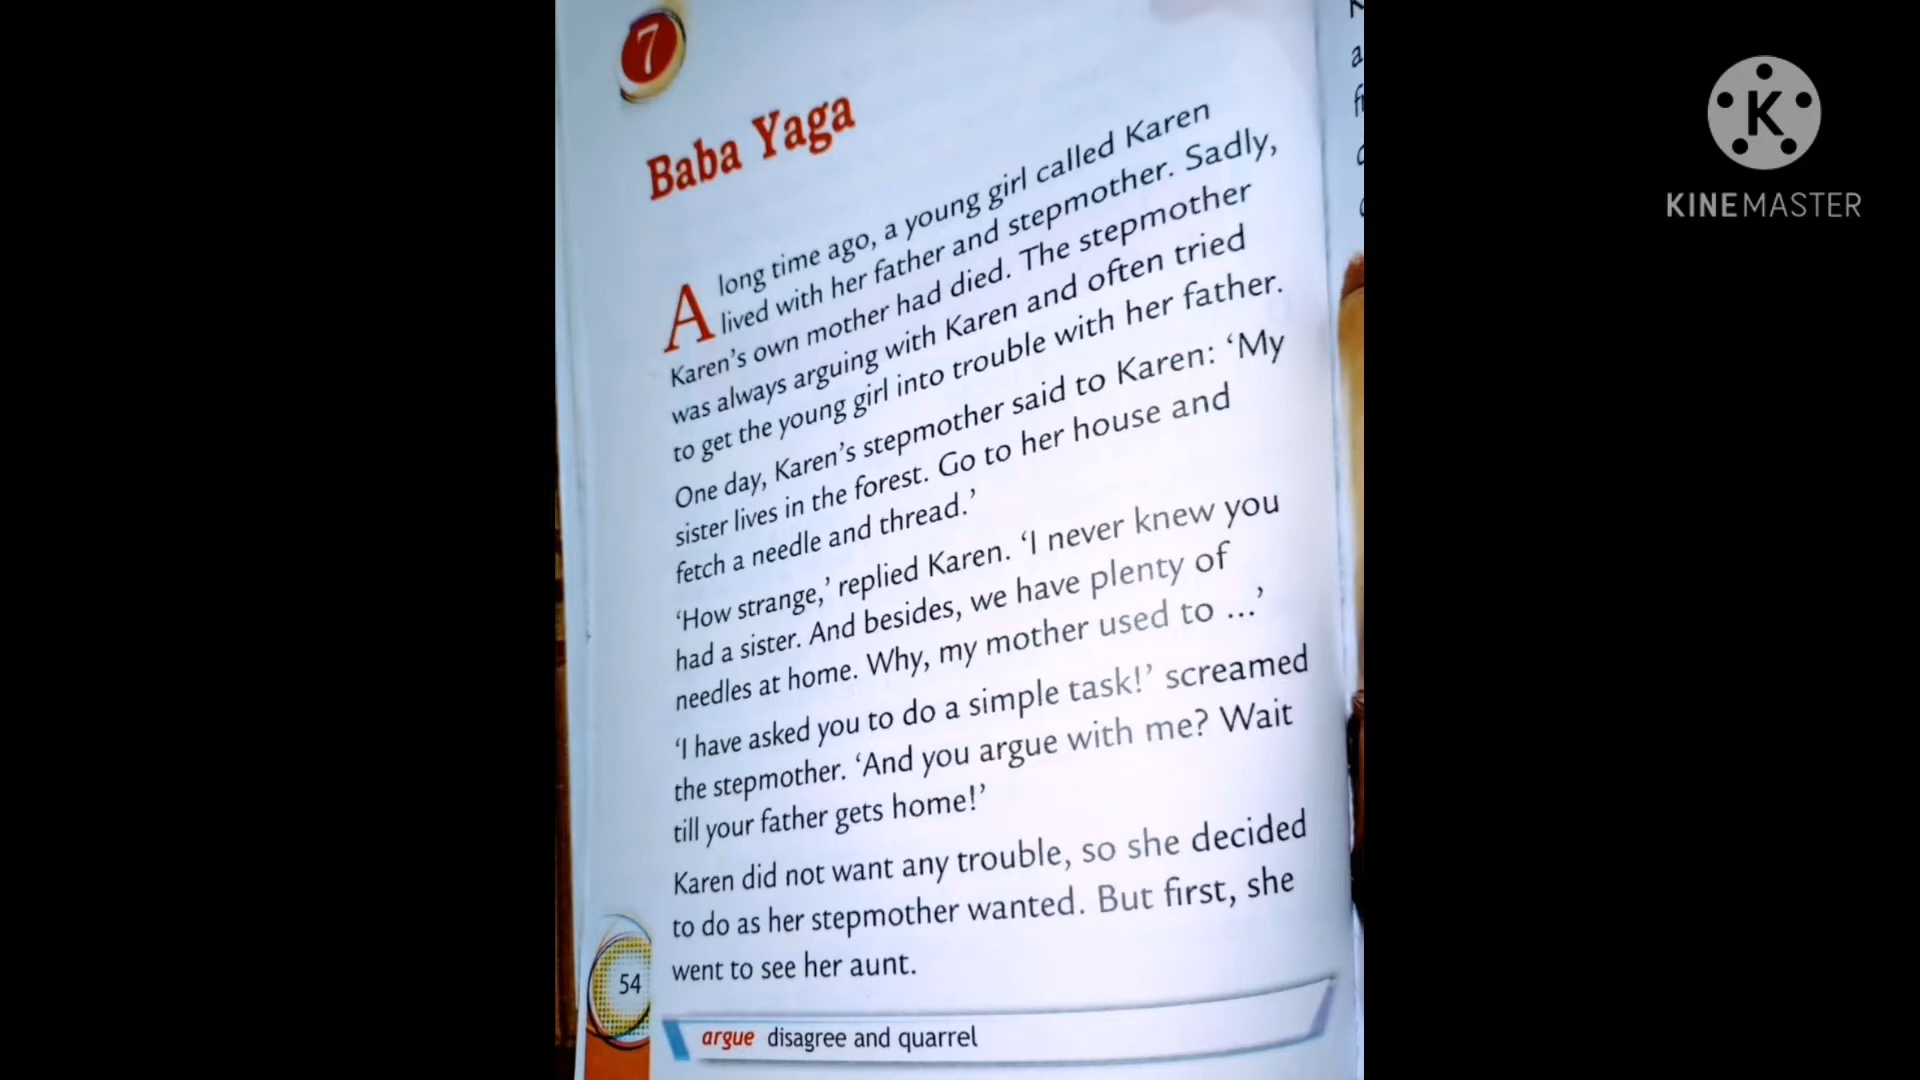 7
Baba Yaga
A long time ago, a young girl called Karen
lived with her father and stepmother. Sadly,
Karen's own mother had died. The stepmother
was always arguing with Karen and often tried
to get the young girl into trouble with her father.
One day, Karen's stepmother said to Karen: 'My
sister lives in the forest. Go to her house and
fetch a needle and thread.'
'How strange,' replied Karen. 'I never knew you
had a sister. And besides, we have plenty of
needles at home. Why, my mother used to ...'
'I have asked you to do a simple task!' screamed
the stepmother. 'And you argue with me? Wait
till your father gets home!'
Karen did not want any trouble, so she decided
to do as her stepmother wanted. But first, she
went to see her aunt.
54
argue disagree and quarrel
K
KINEMASTER